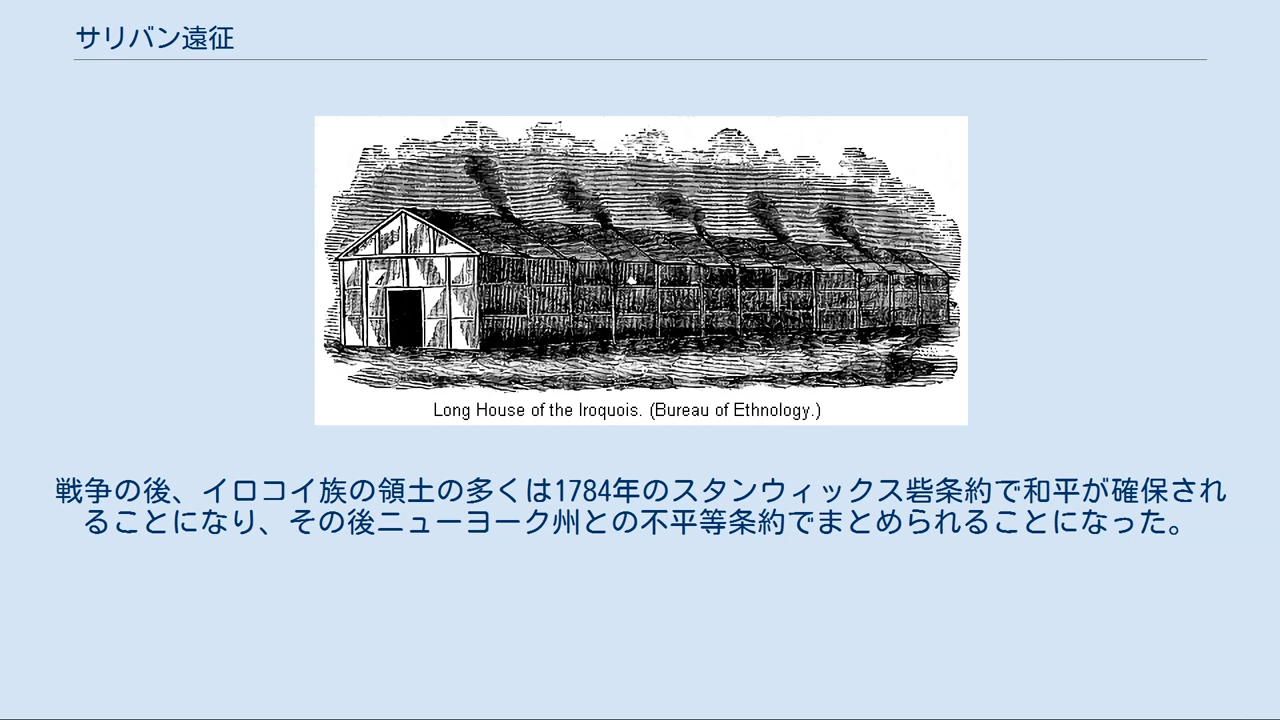 サリバン遠征
Long House of the Iroquois. (Bureau of Ethnology.)
戦争の後、イロコイ族の領土の多くは1784年のスタンウィックス砦条約で和平が確保され
ることになり、その後ニューヨーク州との不平等条約でまとめられることになった。